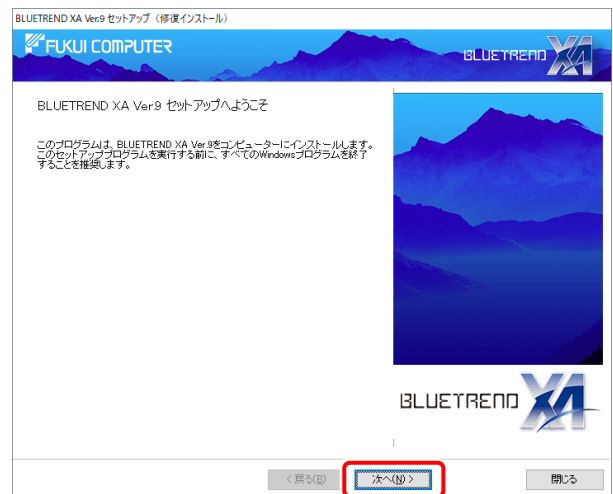 BLUETREND XA Ver.9 セットアップ（修復インストール）
FUKUI COMPUTER
BLUETREND XA
BLUETREND XA Ver.9 セットアップへようこそ
このプログラムは、BLUETREND XA Ver.9をコンピューターにインストールします。
このセットアッププログラムを実行する前に、すべてのWindowsプログラムを終了
することを推奨します。
BLUETREND XA
< 戻る(B)
次へ(N) >
閉じる